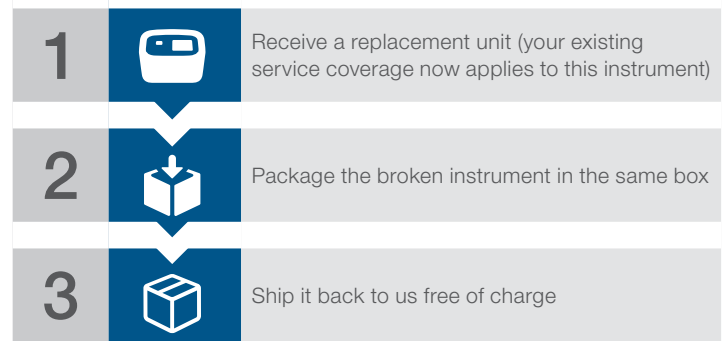 1
Receive a replacement unit (your existing
service coverage now applies to this instrument)
2
Package the broken instrument in the same box
3
Ship it back to us free of charge